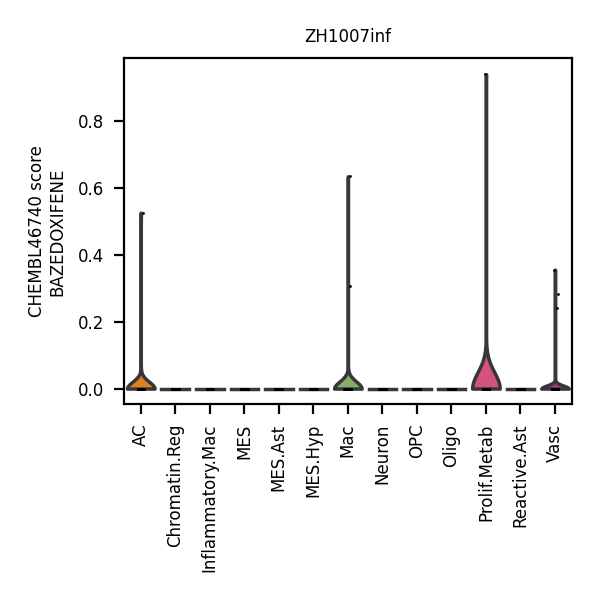 ZH1007inf
CHEMBL46740 score
BAZEDOXIFENE
0.8
0.6
0.4
0.2
0.0
AC
Chromatin.Reg
Inflammatory.Mac
MES
MES.Ast
MES.Hyp
Mac
Neuron
OPC
Oligo
Prolif.Metab
Reactive.Ast
Vasc